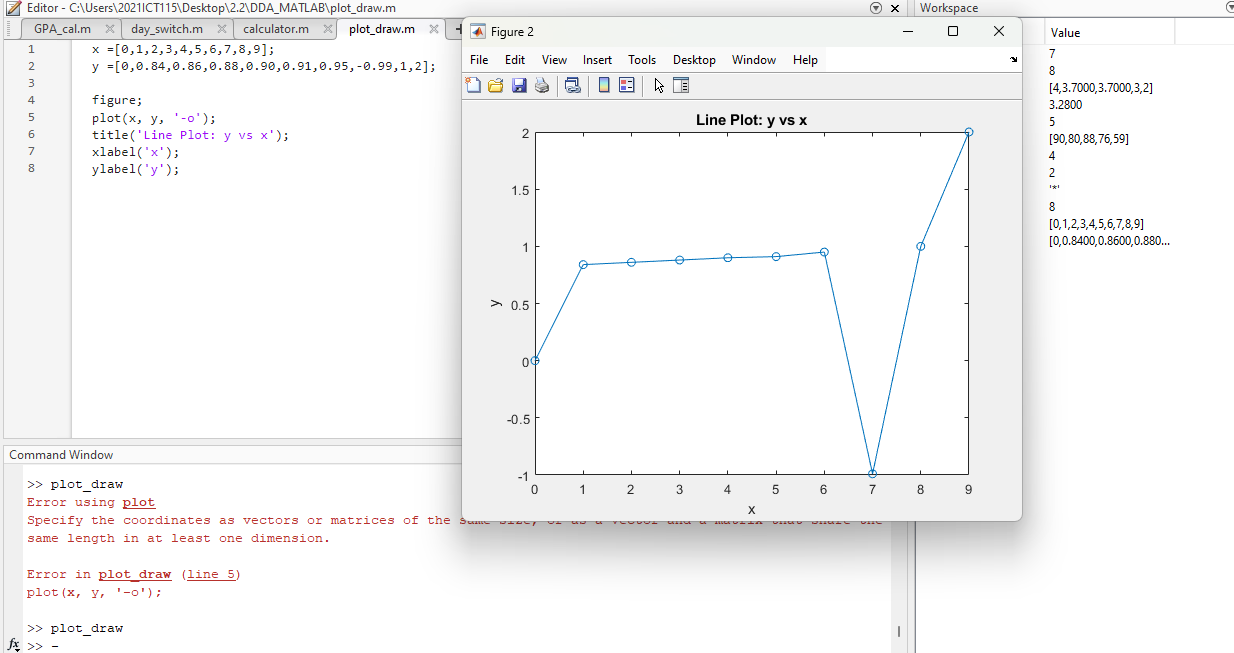 Editor - C:\Users\2021ICT115\Desktop\2.2\DDA_MATLAB\plot_draw.m
GPA_cal.m day_switch.m calculator.m plot_draw.m +
1 x =[0,1,2,3,4,5,6,7,8,9];
2 y =[0,0.84,0.86,0.88,0.90,0.91,0.95,-0.99,1,2];
3
4 figure;
5 plot(x, y, '-o');
6 title('Line Plot: y vs x');
7 xlabel('x');
8 ylabel('y');
Figure 2
File Edit View Insert Tools Desktop Window Help
Line Plot: y vs x
2
1.5
1
0.5
0
-0.5
-1
y
0 1 2 3 4 5 6 7 8 9
x
Workspace
Value
7
8
[4,3.7000,3.7000,3,2]
3.2800
5
[90,80,88,76,59]
4
2
'*'
8
[0,1,2,3,4,5,6,7,8,9]
[0,0.8400,0.8600,0.880...
Command Window
>> plot_draw
Error using plot
Specify the coordinates as vectors or matrices of the same size, or as a vector and a matrix that share the
same length in at least one dimension.
Error in plot_draw (line 5)
plot(x, y, '-o');
>> plot_draw
fx >> -